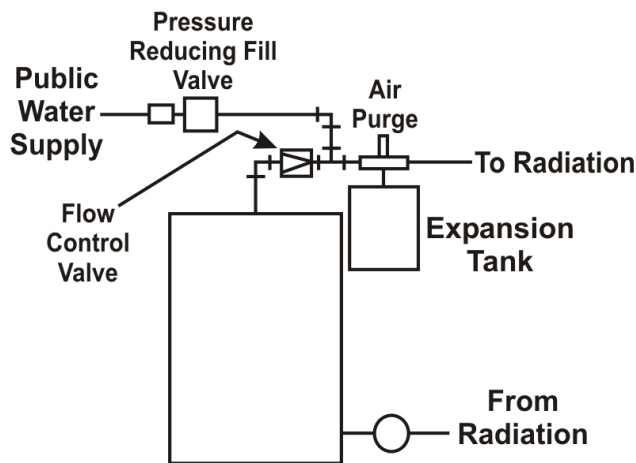 Pressure
Reducing Fill
Valve
Public
Water
Supply
Air
Purge
To Radiation
Flow
Control
Valve
Expansion
Tank
From
Radiation